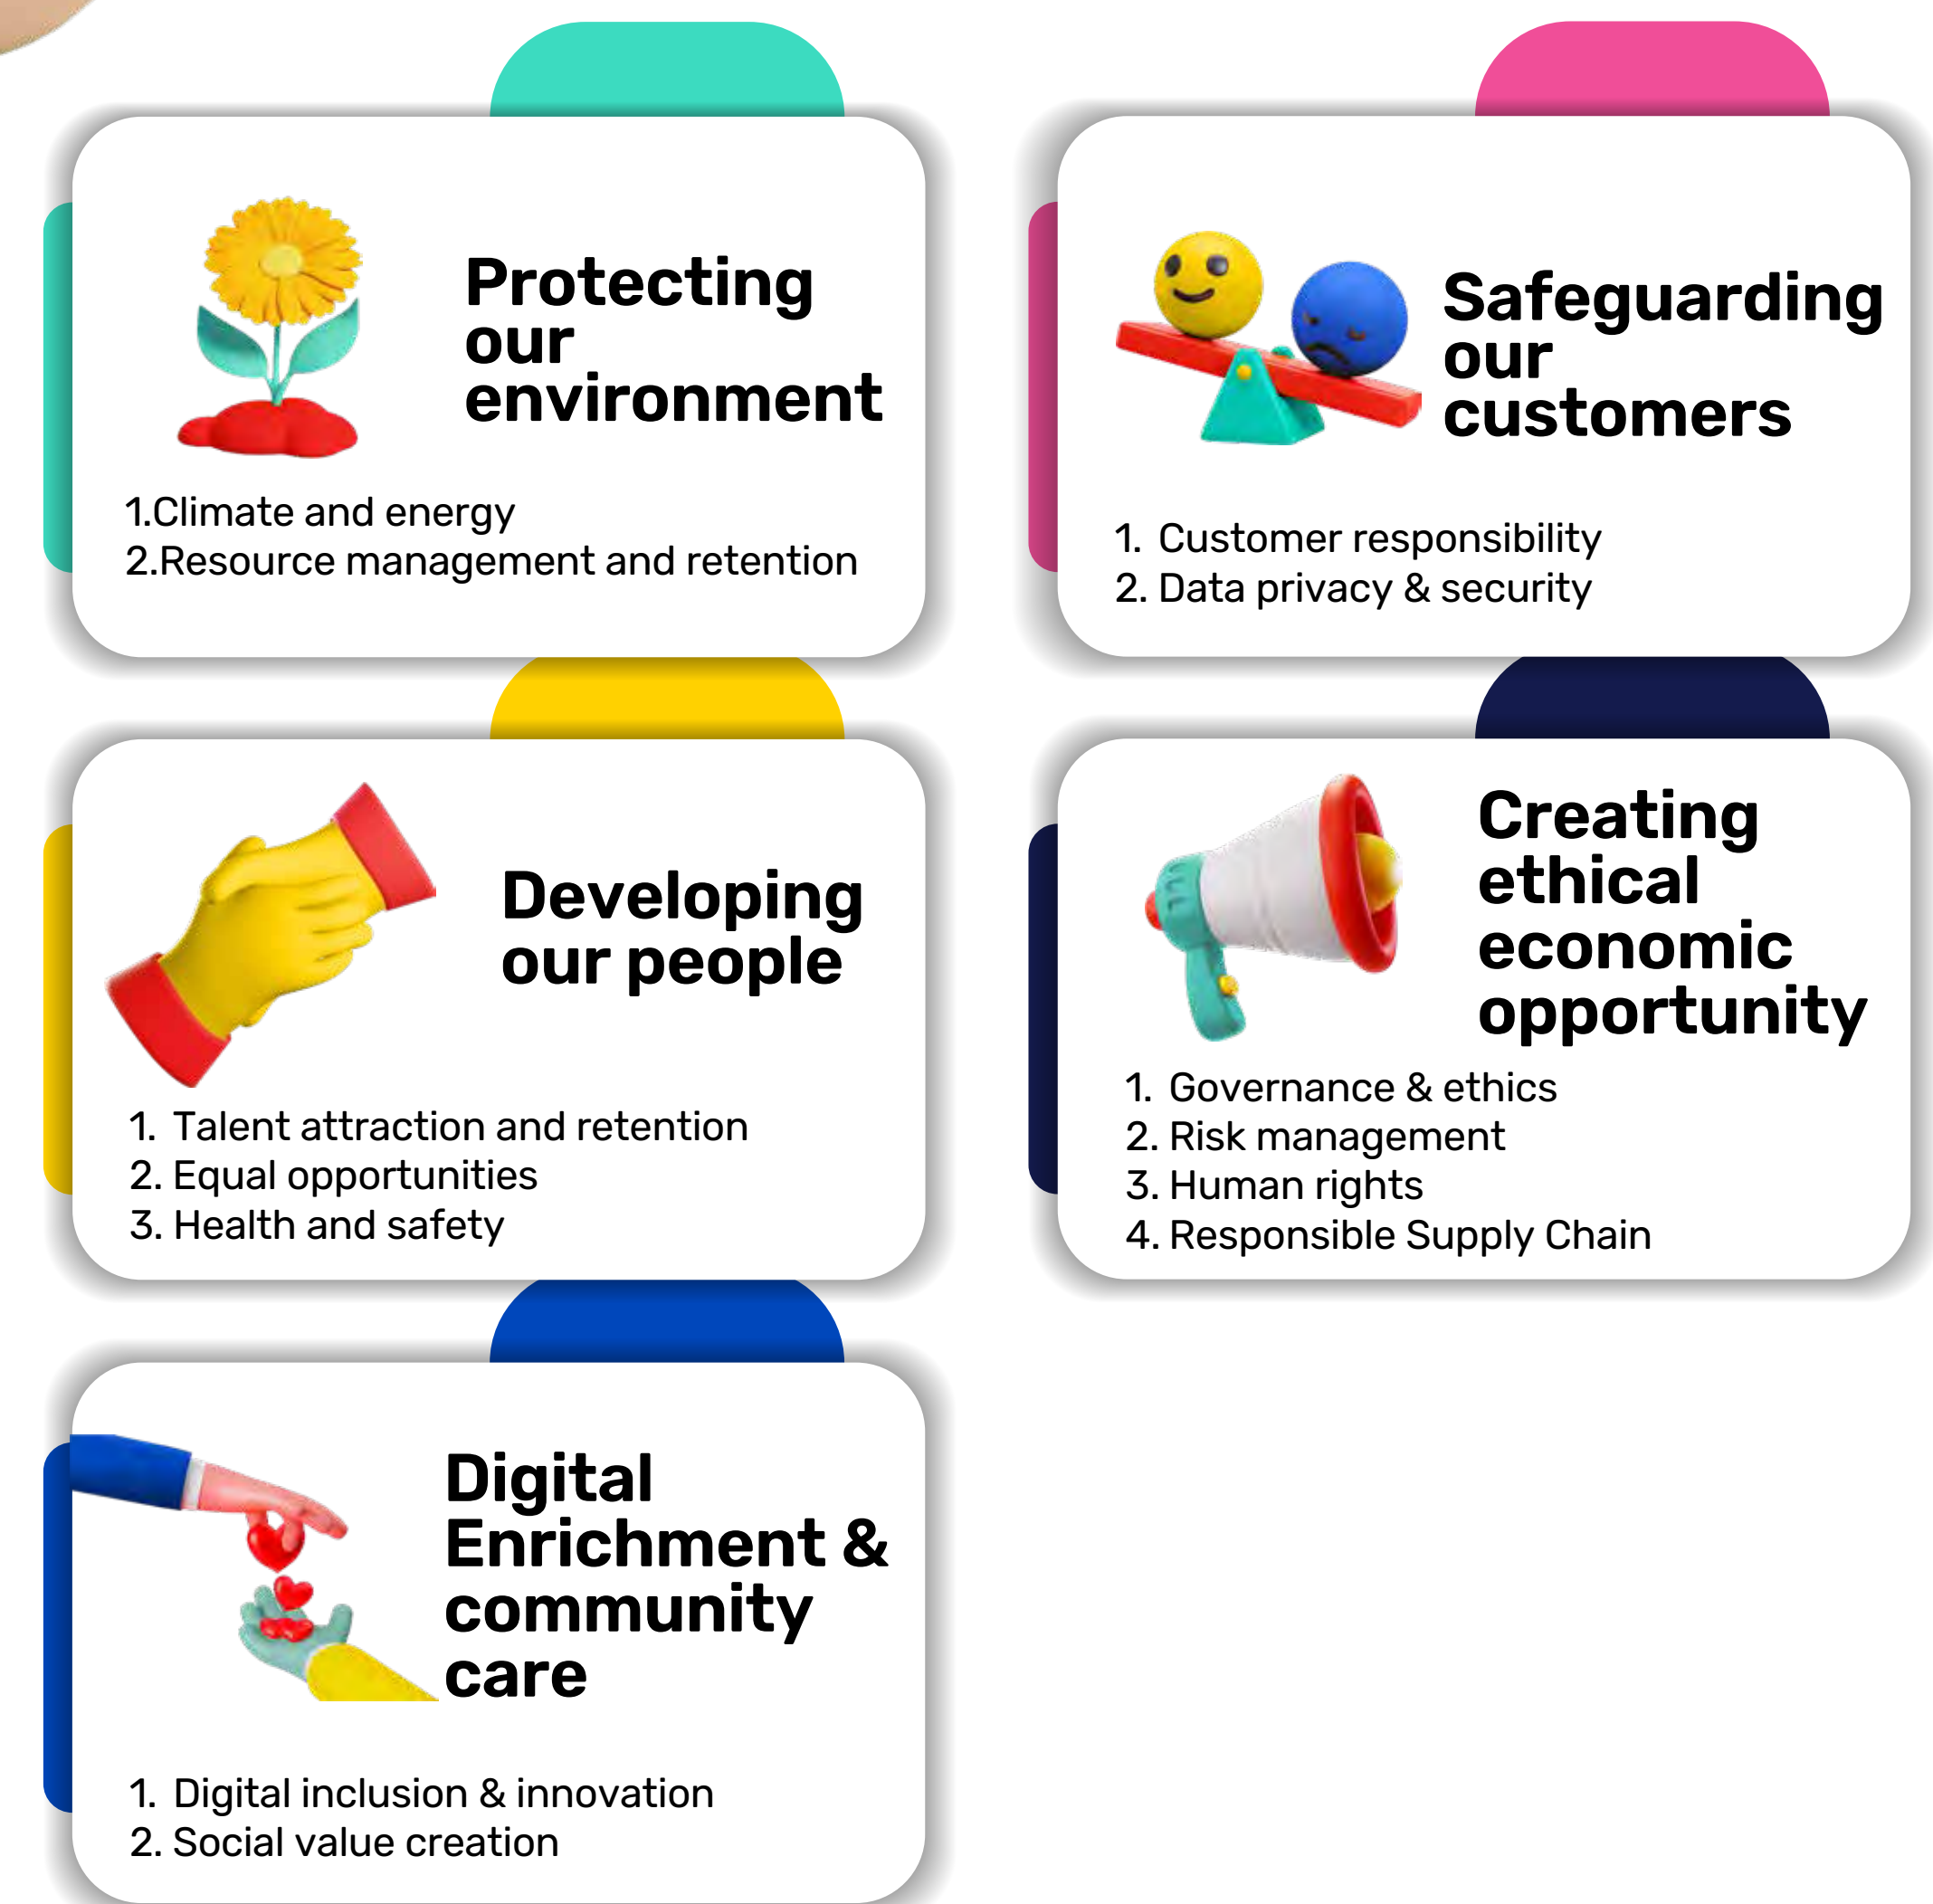 Protecting
our
environment
1.Climate and energy
2.Resource management and retention
Safeguarding
our
customers
1. Customer responsibility
2. Data privacy & security
Developing
our people
1. Talent attraction and retention
2. Equal opportunities
3. Health and safety
Creating
ethical
economic
opportunity
1. Governance & ethics
2. Risk management
3. Human rights
4. Responsible Supply Chain
Digital
Enrichment &
community
care
1. Digital inclusion & innovation
2. Social value creation